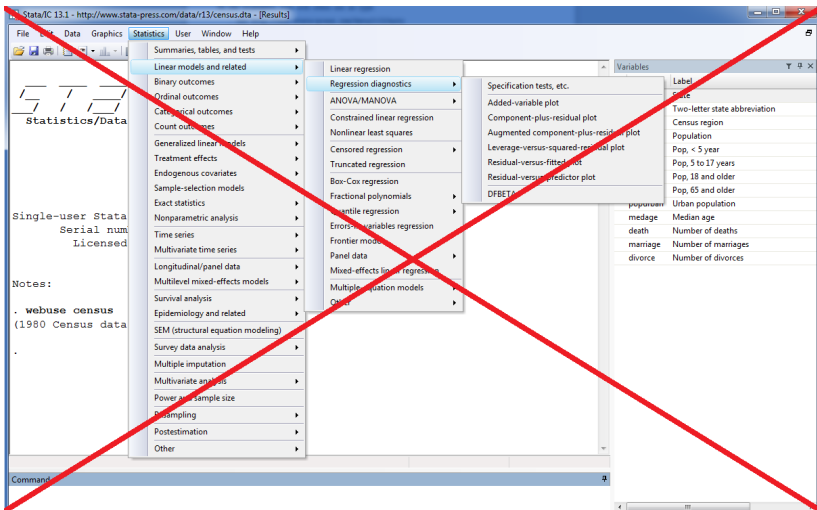 Stata/IC 13.1 - http://www.stata-press.com/data/r13/census.dta - [Results]
File Edit Data Graphics Statistics User Window Help
Statistics/Data
Single-user Stata
Serial num
Licensed
Notes:
. webuse census
(1980 Census data
.
Command
Summaries, tables, and tests
Linear models and related
Binary outcomes
Ordinal outcomes
Categorical outcomes
Count outcomes
Generalized linear models
Treatment effects
Endogenous covariates
Sample-selection models
Exact statistics
Nonparametric analysis
Time series
Multivariate time series
Longitudinal/panel data
Multilevel mixed-effects models
Survival analysis
Epidemiology and related
SEM (structural equation modeling)
Survey data analysis
Multiple imputation
Multivariate analysis
Power and sample size
Resampling
Postestimation
Other
Linear regression
Regression diagnostics
ANOVA/MANOVA
Constrained linear regression
Nonlinear least squares
Censored regression
Truncated regression
Box-Cox regression
Fractional polynomials
Quantile regression
Errors-in-variables regression
Frontier models
Panel data
Mixed-effects linear regression
Multiple-equation models
Other
Specification tests, etc.
Added-variable plot
Component-plus-residual plot
Augmented component-plus-residual plot
Leverage-versus-squared-residual plot
Residual-versus-fitted plot
Residual-versus-predictor plot
DFBETAs
Variables
Label
State
Two-letter state abbreviation
Census region
Population
Pop, < 5 year
Pop, 5 to 17 years
Pop, 18 and older
Pop, 65 and older
popurban Urban population
medage Median age
death Number of deaths
marriage Number of marriages
divorce Number of divorces